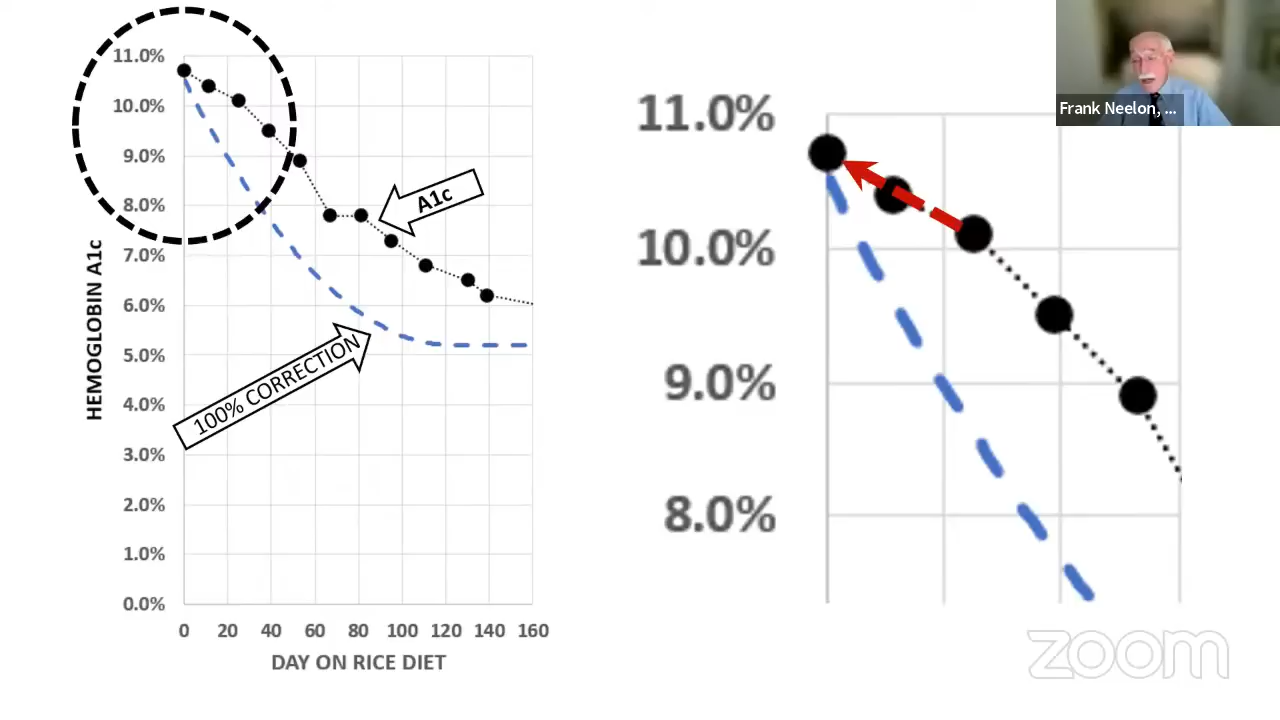 11.0%
10.0%
9.0%
8.0%
7.0%
6.0%
5.0%
4.0%
3.0%
2.0%
1.0%
0.0%
HEMOGLOBIN A1c
A1c
100% CORRECTION
0 20 40 60 80 100 120 140 160
DAY ON RICE DIET
11.0%
10.0%
9.0%
8.0%
Frank Neelon, ...
zoom